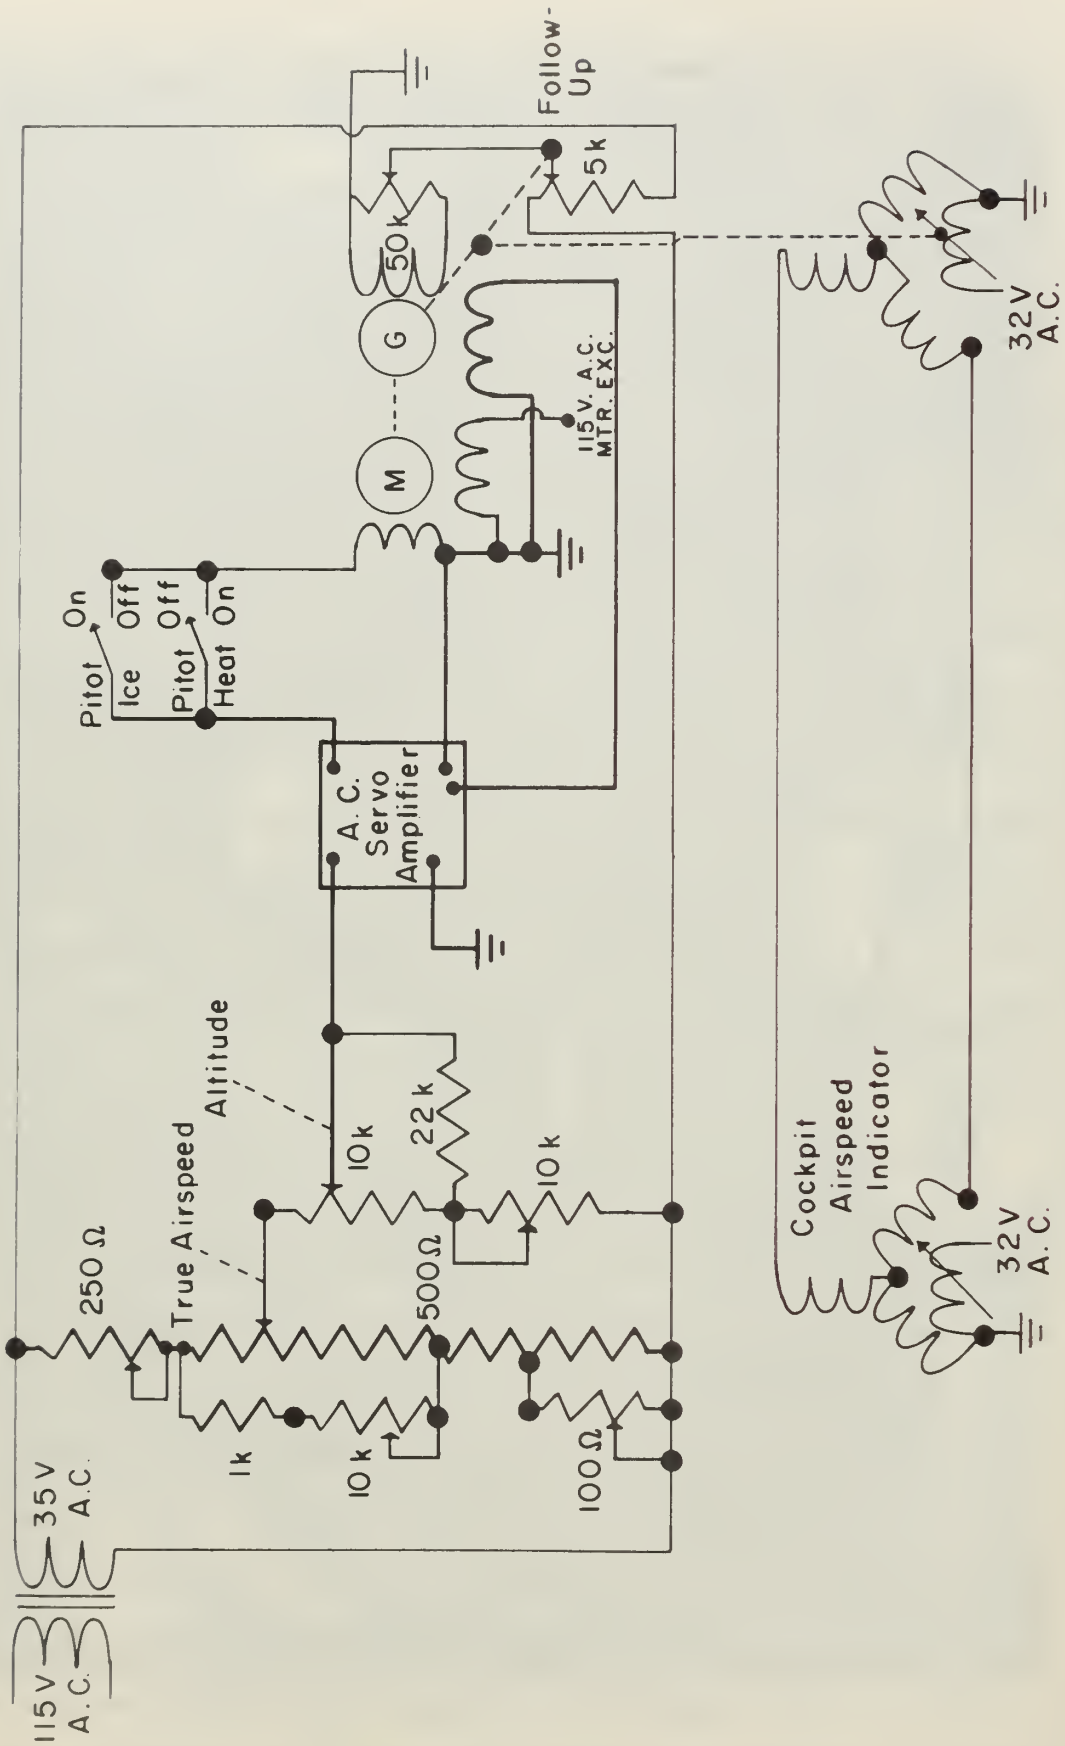 115V
A.C.
35V
A.C.
250Ω
True Airspeed
Altitude
1k
10k
500Ω
100Ω
10k
22k
10k
A. C.
Servo
Amplifier
Pitot
Ice
On
Off
Pitot
Heat
Off
On
M
G
50k
115V. A.C.
MTR. EXC.
5k
Follow-
Up
Cockpit
Airspeed
Indicator
32V
A.C.
32V
A.C.